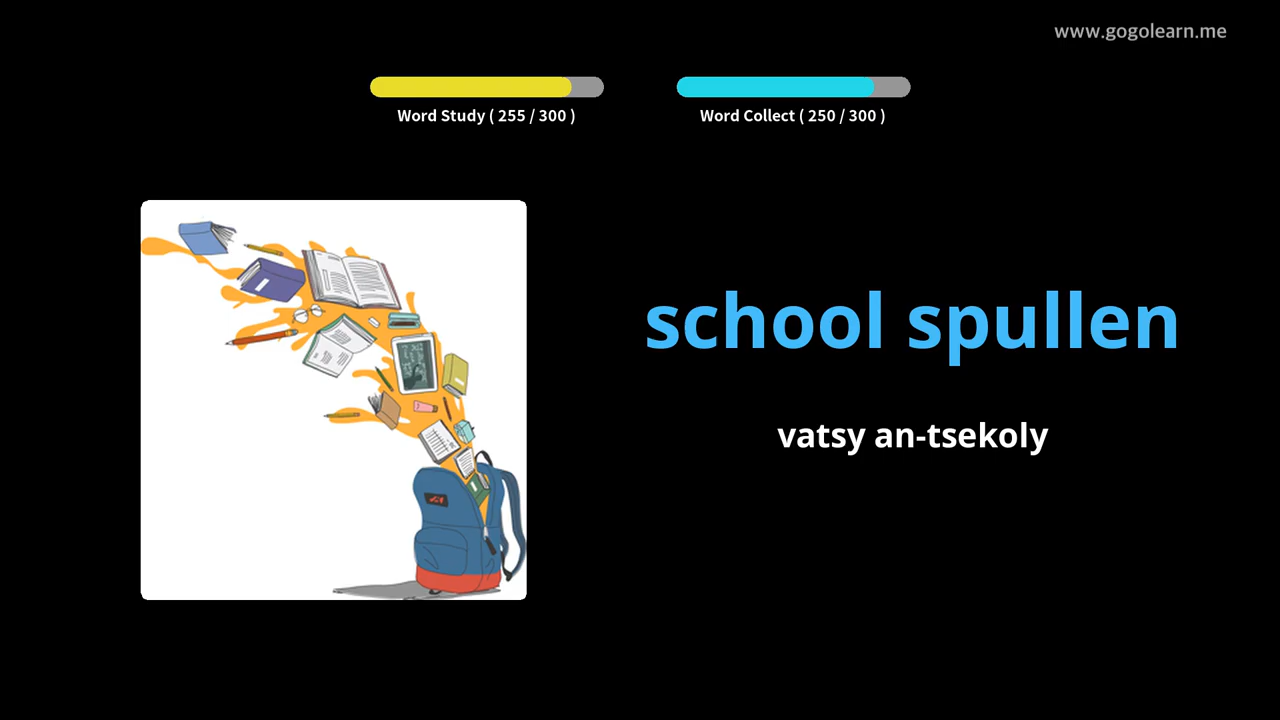 www.gogolearn.me
Word Study ( 255 / 300 )
Word Collect ( 250 / 300 )
school spullen
vatsy an-tsekoly